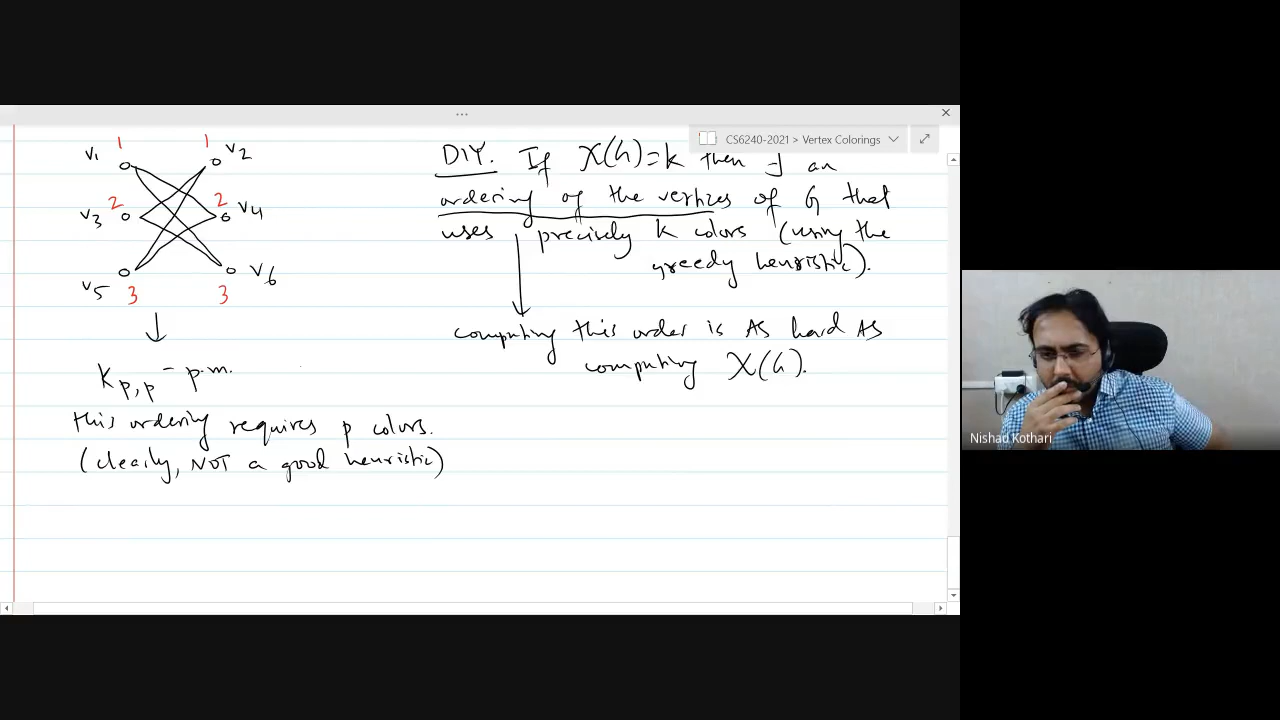 CS6240-2021 > Vertex Colorings
1 1
v1 v2
2 2
v3 v4
v5 v6
3 3
Kp,p - p.m.
this ordering requires p colors.
(clearly, NOT a good heuristic)
DIY. If χ(G)=k then ∃ an
ordering of the vertices of G that
uses precisely k colors (using the
greedy heuristic).
computing this order is AS hard AS
computing χ(G).
Nishad Kothari